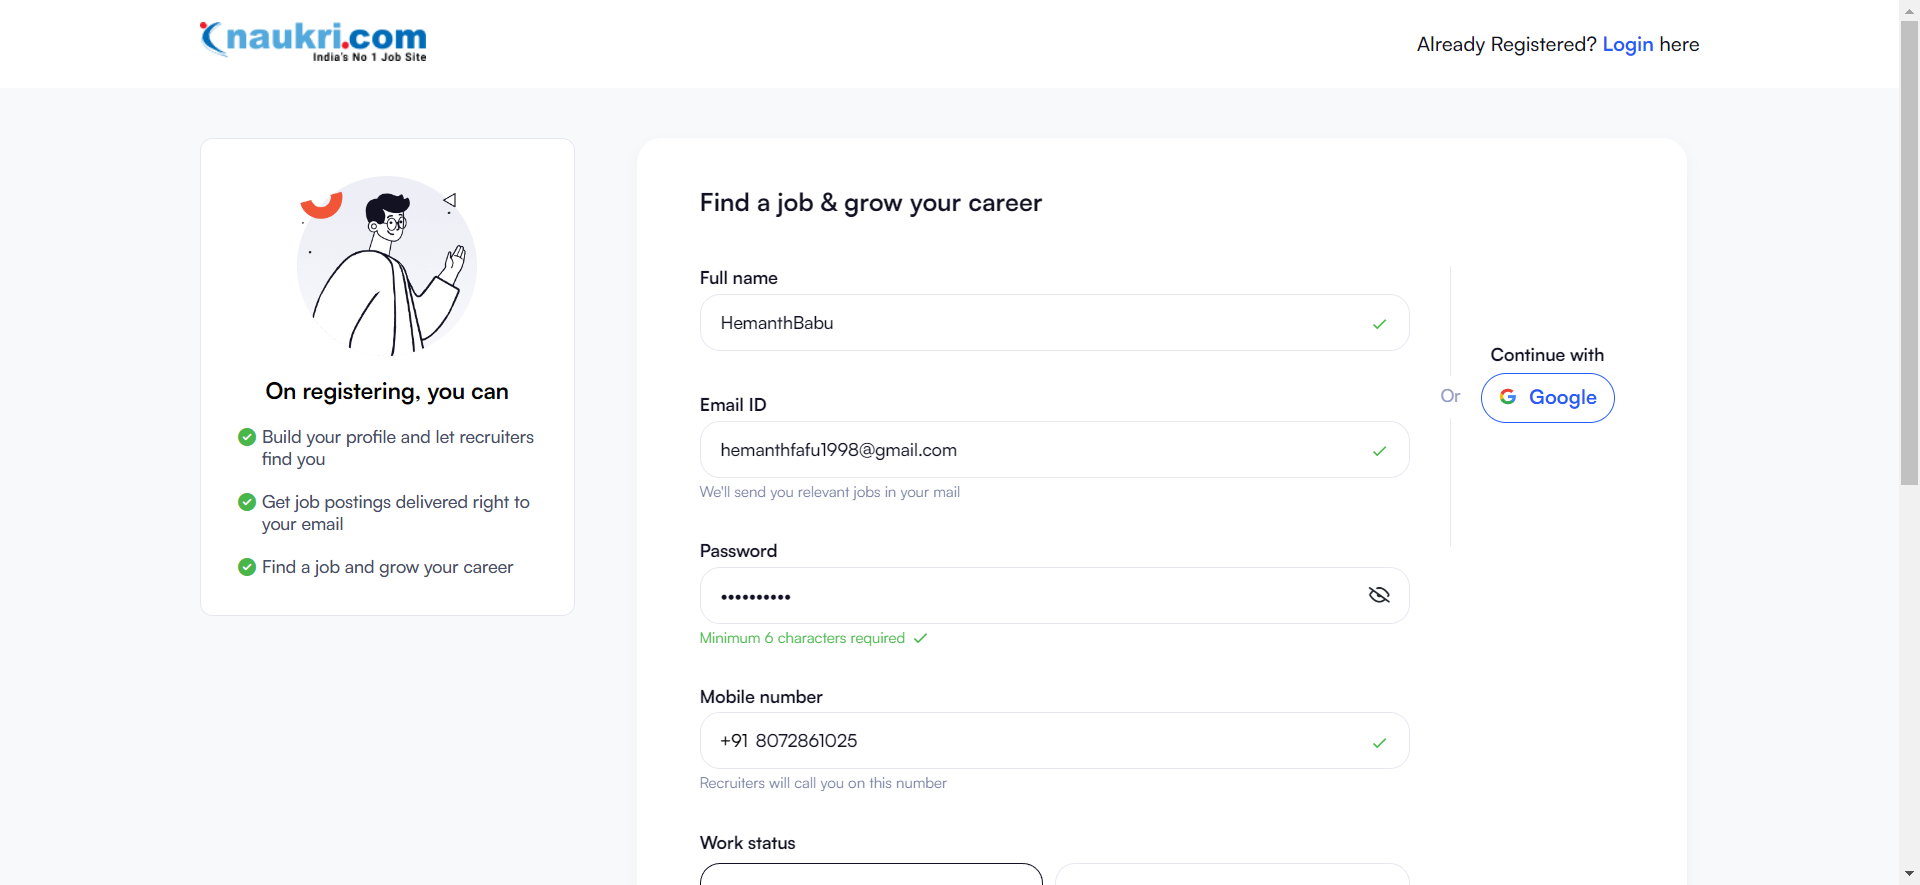 naukri.com
India's No 1 Job Site
Already Registered? Login here
On registering, you can
Build your profile and let recruiters
find you
Get job postings delivered right to
your email
Find a job and grow your career
Find a job & grow your career
Full name
HemanthBabu
Email ID
hemanthfafu1998@gmail.com
We'll send you relevant jobs in your mail
Password
••••••••••
Minimum 6 characters required
Mobile number
+91 8072861025
Recruiters will call you on this number
Work status
Or
Continue with
Google